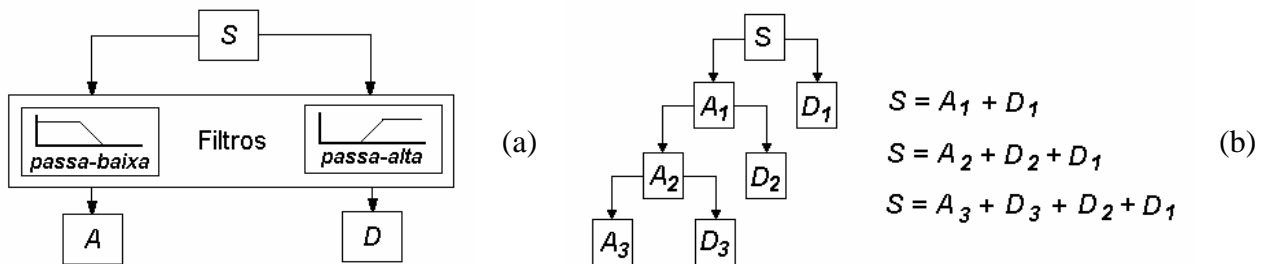 S
Filtros
passa-baixa
passa-alta
A
D
(a)
S
A1
D1
A2
D2
A3
D3
S = A1 + D1
S = A2 + D2 + D1
S = A3 + D3 + D2 + D1
(b)